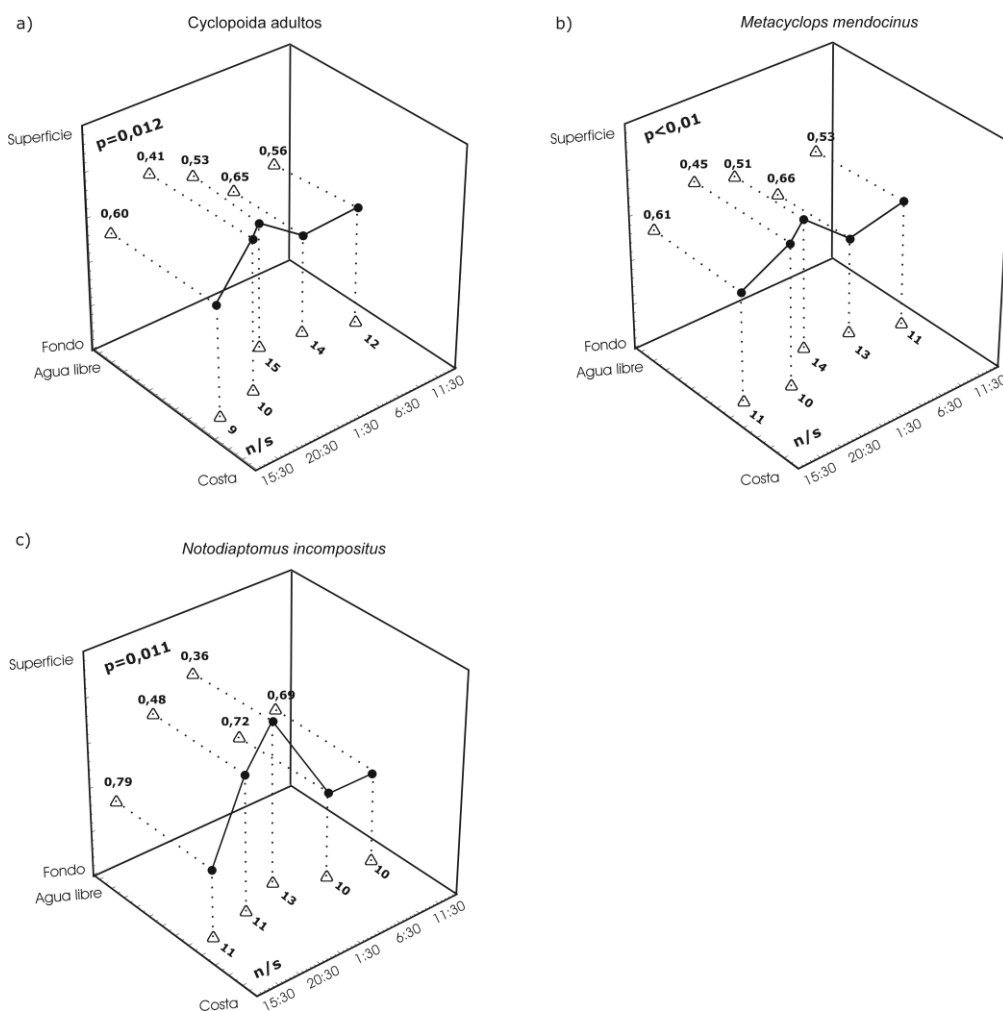 a)
Cyclopoida adultos
Superficie
p=0,012
0,41
0,53
0,56
0,65
0,60
Fondo
Agua libre
12
14
15
10
9
n/s
Costa
15:30
20:30
1:30
6:30
11:30
b)
Metacyclops mendocinus
Superficie
p<0,01
0,53
0,45
0,51
0,66
0,61
Fondo
Agua libre
11
13
14
10
11
n/s
Costa
15:30
20:30
1:30
6:30
11:30
c)
Notodiaptomus incompositus
Superficie
p=0,011
0,36
0,48
0,69
0,72
0,79
Fondo
Agua libre
10
10
13
11
11
n/s
Costa
15:30
20:30
1:30
6:30
11:30